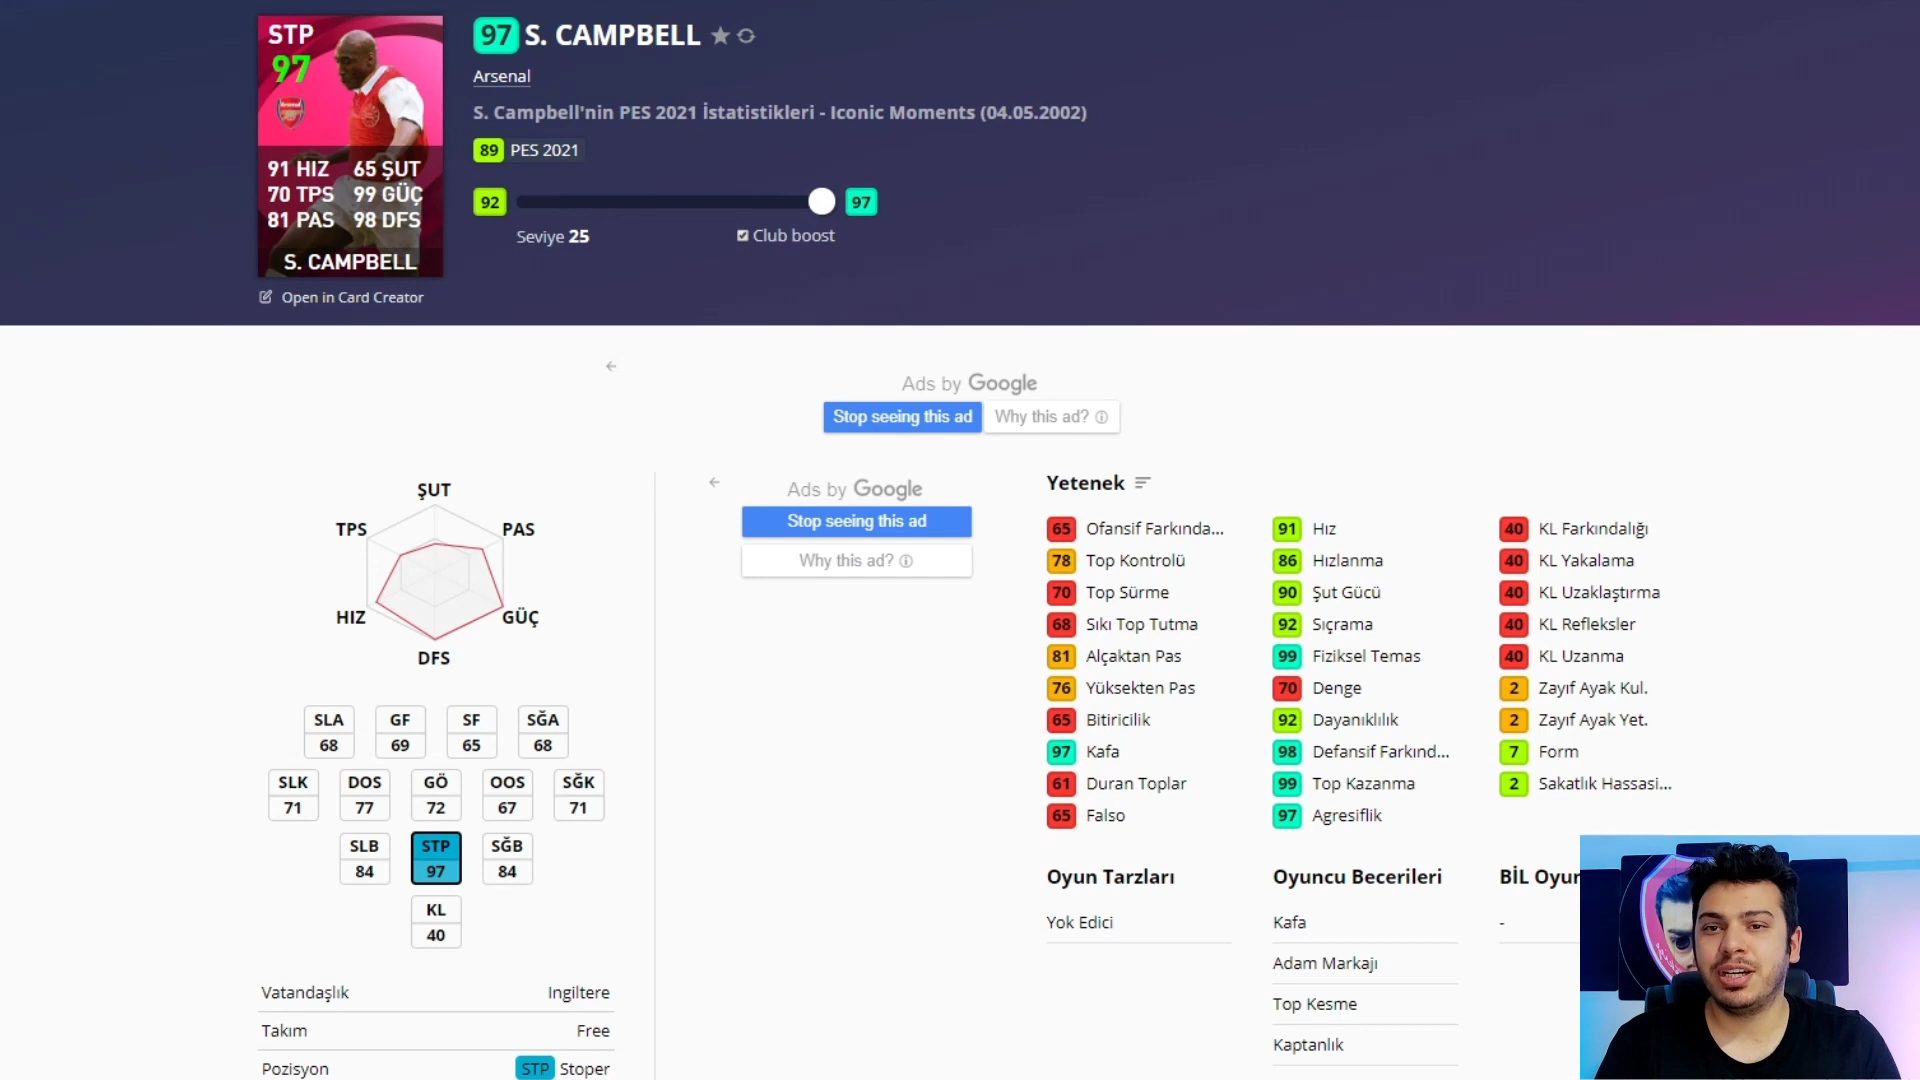 STP
97
91 HIZ 65 ŞUT
70 TPS 99 GÜÇ
81 PAS 98 DFS
S. CAMPBELL
Open in Card Creator
97 S. CAMPBELL
Arsenal
S. Campbell'nin PES 2021 İstatistikleri - Iconic Moments (04.05.2002)
89 PES 2021
92 97
Seviye 25 Club boost
Ads by Google
Stop seeing this ad Why this ad?
ŞUT
TPS PAS
HIZ GÜÇ
DFS
SLA GF SF SĞA
68 69 65 68
SLK DOS GÖ OOS SĞK
71 77 72 67 71
SLB STP SĞB
84 97 84
KL
40
Vatandaşlık Ingiltere
Takım Free
Pozisyon STP Stoper
Ads by Google
Stop seeing this ad
Why this ad?
Yetenek
65 Ofansif Farkında...
78 Top Kontrolü
70 Top Sürme
68 Sıkı Top Tutma
81 Alçaktan Pas
76 Yüksekten Pas
65 Bitiricilik
97 Kafa
61 Duran Toplar
65 Falso
91 Hız
86 Hızlanma
90 Şut Gücü
92 Sıçrama
99 Fiziksel Temas
70 Denge
92 Dayanıklılık
98 Defansif Farkınd...
99 Top Kazanma
97 Agresiflik
40 KL Farkındalığı
40 KL Yakalama
40 KL Uzaklaştırma
40 KL Refleksler
40 KL Uzanma
2 Zayıf Ayak Kul.
2 Zayıf Ayak Yet.
7 Form
2 Sakatlık Hassasi...
Oyun Tarzları
Yok Edici
Oyuncu Becerileri
Kafa
Adam Markajı
Top Kesme
Kaptanlık
BİL Oyun
-